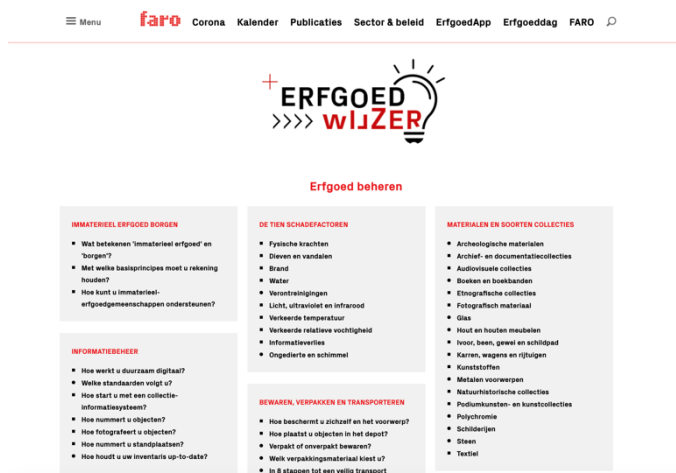 Menu
faro Corona Kalender Publicaties Sector & beleid ErfgoedApp Erfgoeddag FARO
ERFGOED
>>>> WIJZER
Erfgoed beheren
IMMATERIEEL ERFGOED BORGEN
Wat betekenen 'immaterieel erfgoed' en
'borgen'?
Met welke basisprincipes moet u rekening
houden?
Hoe kunt u immaterieel-
erfgoedgemeenschappen ondersteunen?
INFORMATIEBEHEER
Hoe werkt u duurzaam digitaal?
Welke standaarden volgt u?
Hoe start u met een collectie-
informatiesysteem?
Hoe nummert u objecten?
Hoe fotografeert u objecten?
Hoe nummert u standplaatsen?
Hoe houdt u uw inventaris up-to-date?
DE TIEN SCHADEFACTOREN
Fysische krachten
Dieven en vandalen
Brand
Water
Verontreinigingen
Licht, ultraviolet en infrarood
Verkeerde temperatuur
Verkeerde relatieve vochtigheid
Informatieverlies
Ongedierte en schimmel
BEWAREN, VERPAKKEN EN TRANSPORTEREN
Hoe beschermt u zichzelf en het voorwerp?
Hoe plaatst u objecten in het depot?
Verpakt of onverpakt bewaren?
Welk verpakkingsmateriaal kiest u?
In 8 stappen tot een veilig transport
MATERIALEN EN SOORTEN COLLECTIES
Archeologische materialen
Archief- en documentatiecollecties
Audiovisuele collecties
Boeken en boekbanden
Etnografische collecties
Fotografisch materiaal
Glas
Hout en houten meubelen
Ivoor, been, gewei en schildpad
Karren, wagens en rijtuigen
Kunststoffen
Metalen voorwerpen
Natuurhistorische collecties
Podiumkunsten- en kunstcollecties
Polychromie
Schilderijen
Steen
Textiel